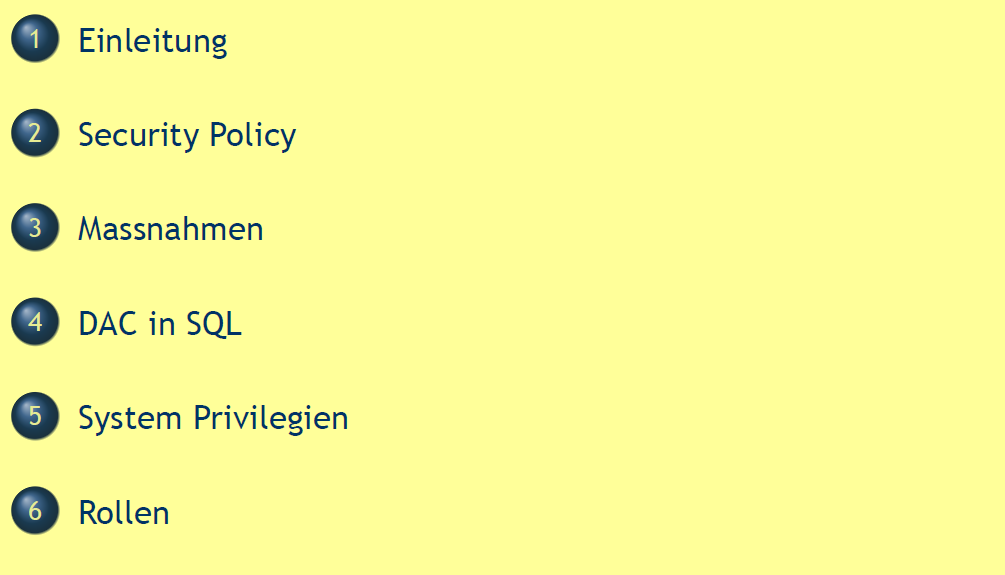 1 Einleitung
2 Security Policy
3 Massnahmen
4 DAC in SQL
5 System Privilegien
6 Rollen